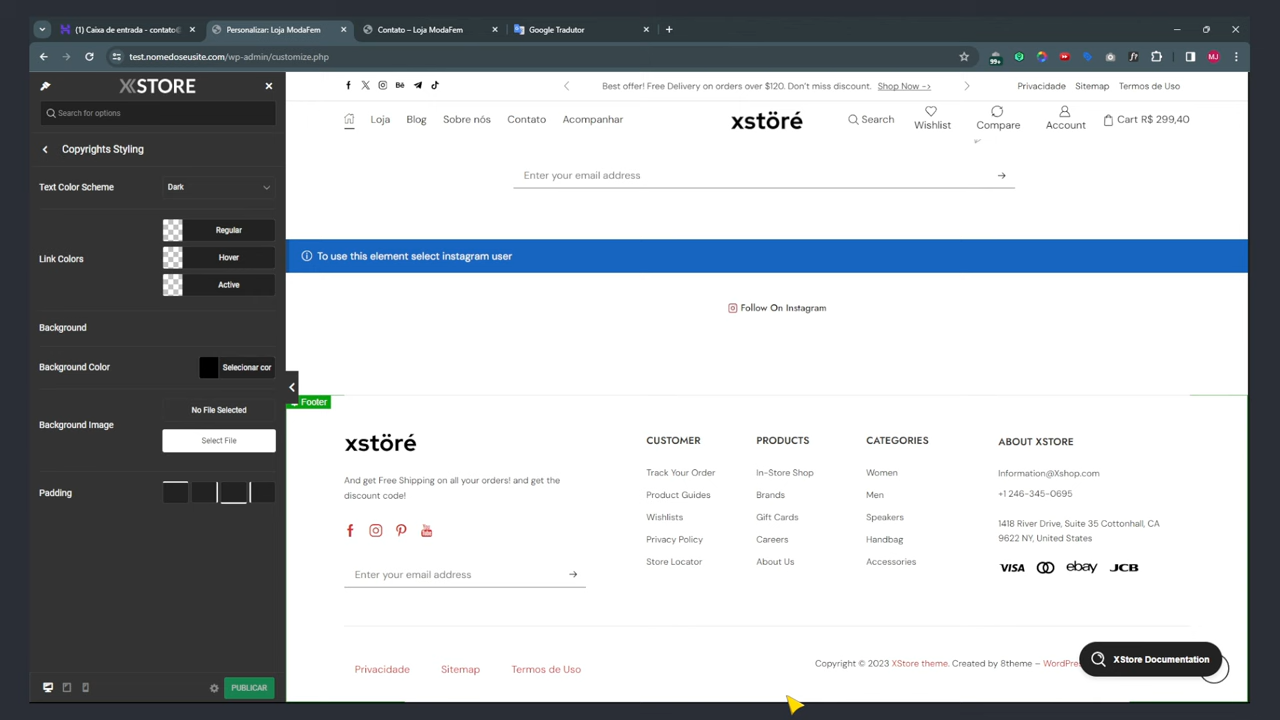 (1) Caixa de entrada - contato©
Personalizar: Loja ModaFem
Contato – Loja ModaFem
Google Tradutor
test.nomedoseusite.com/wp-admin/customize.php
99+
MJ
XSTORE
Search for options
Copyrights Styling
Text Color Scheme
Dark
Link Colors
Regular
Hover
Active
Background
Background Color
Selecionar cor
Background Image
No File Selected
Select File
Padding
PUBLICAR
Best offer! Free Delivery on orders over $120. Don't miss discount. Shop Now ->
Privacidade Sitemap Termos de Uso
Loja Blog Sobre nós Contato Acompanhar
xstöré
Search
Wishlist
Compare
Account
Cart R$ 299,40
Enter your email address
To use this element select instagram user
Follow On Instagram
Footer
xstöré
And get Free Shipping on all your orders! and get the
discount code!
Enter your email address
CUSTOMER
Track Your Order
Product Guides
Wishlists
Privacy Policy
Store Locator
PRODUCTS
In-Store Shop
Brands
Gift Cards
Careers
About Us
CATEGORIES
Women
Men
Speakers
Handbag
Accessories
ABOUT XSTORE
Information@Xshop.com
+1 246-345-0695
1418 River Drive, Suite 35 Cottonhall, CA
9622 NY, United States
VISA ebay JCB
Privacidade Sitemap Termos de Uso
Copyright © 2023 XStore theme. Created by 8theme – WordPre
XStore Documentation